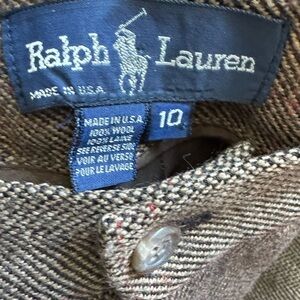 Ralph Lauren
MADE IN U.S.A.
MADE IN U.S.A.
100% WOOL
100% LAINE
SEE REVERSE SIDE
VOIR AU VERSO
POUR LE LAVAGE
10